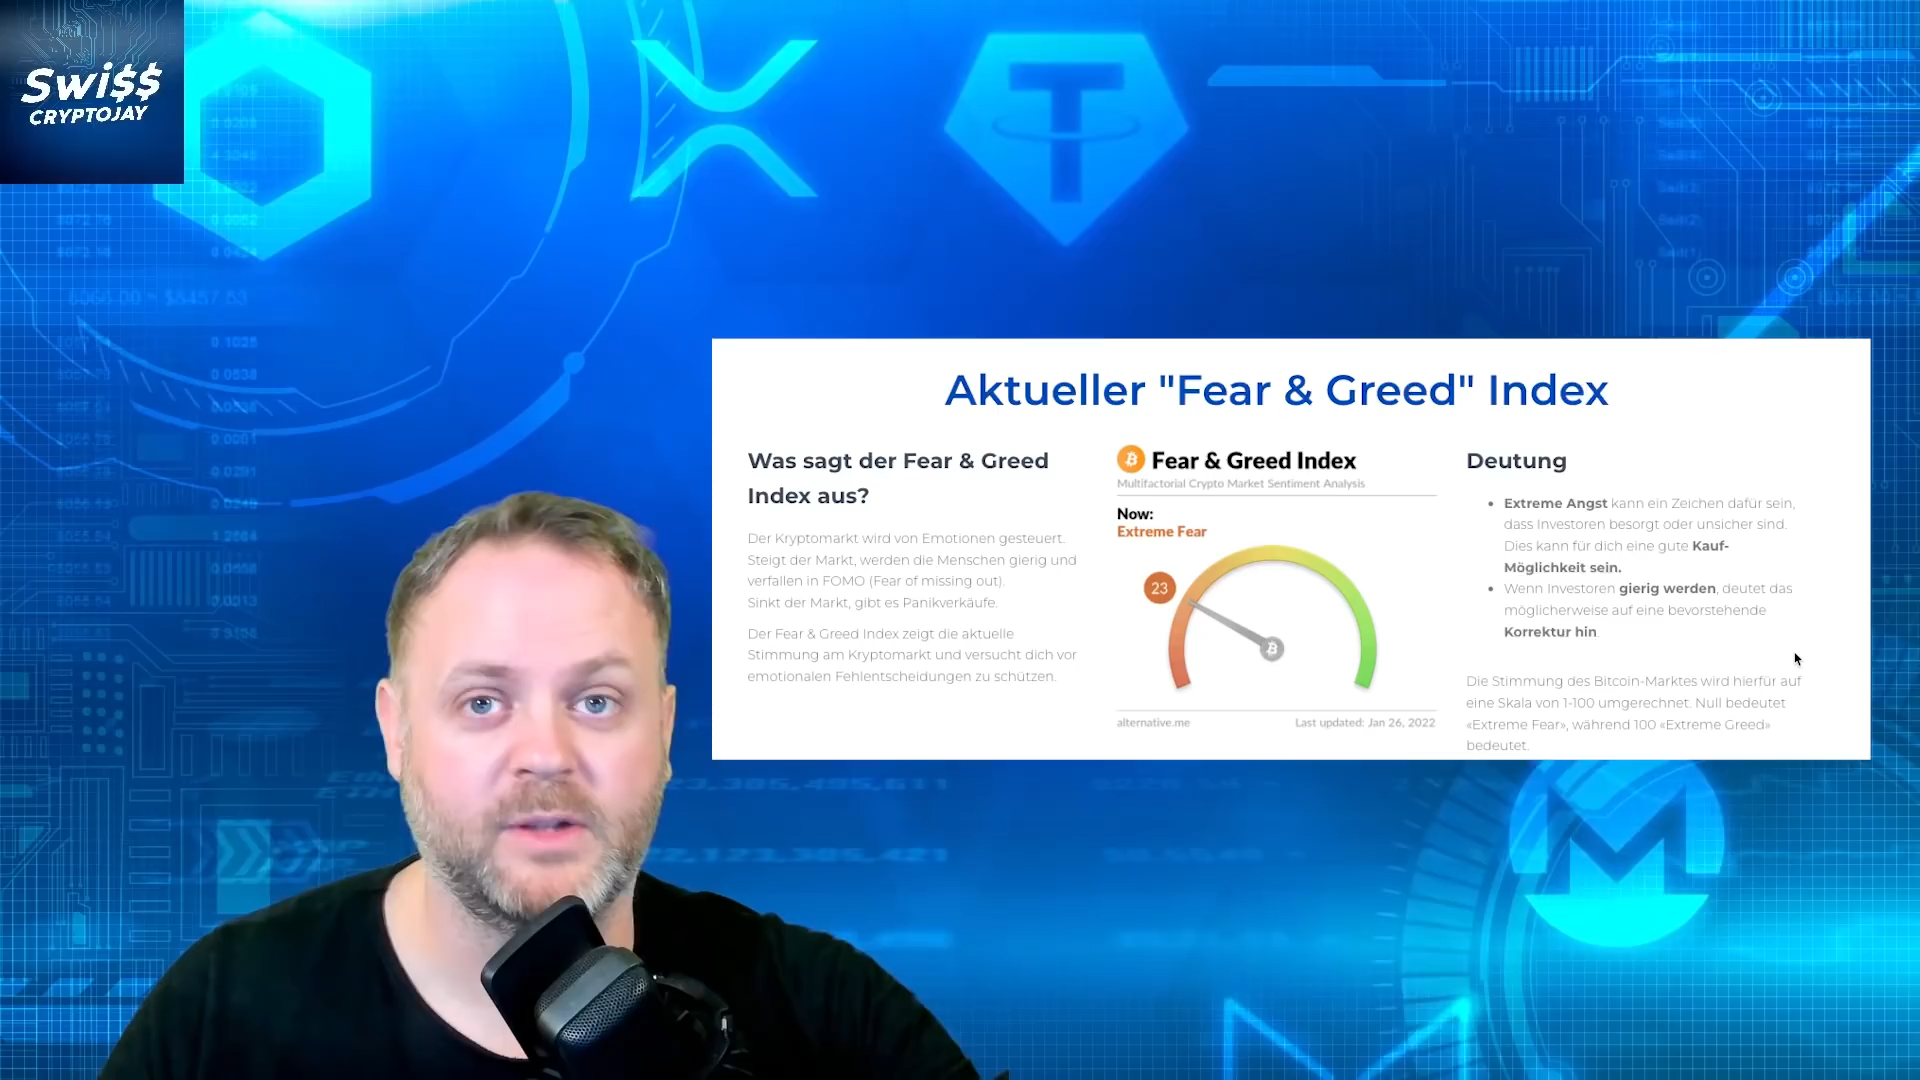 Swi$$
CRYPTOJAY
Aktueller "Fear & Greed" Index
Was sagt der Fear & Greed
Index aus?
Der Kryptomarkt wird von Emotionen gesteuert.
Steigt der Markt, werden die Menschen gierig und
verfallen in FOMO (Fear of missing out).
Sinkt der Markt, gibt es Panikverkäufe.
Der Fear & Greed Index zeigt die aktuelle
Stimmung am Kryptomarkt und versucht dich vor
emotionalen Fehlentscheidungen zu schützen.
Fear & Greed Index
Multifactorial Crypto Market Sentiment Analysis
Now:
Extreme Fear
23
alternative.me
Last updated: Jan 26, 2022
Deutung
Extreme Angst kann ein Zeichen dafür sein,
dass Investoren besorgt oder unsicher sind.
Dies kann für dich eine gute Kauf-
Möglichkeit sein.
Wenn Investoren gierig werden, deutet das
möglicherweise auf eine bevorstehende
Korrektur hin.
Die Stimmung des Bitcoin-Marktes wird hierfür auf
eine Skala von 1-100 umgerechnet. Null bedeutet
«Extreme Fear», während 100 «Extreme Greed»
bedeutet.